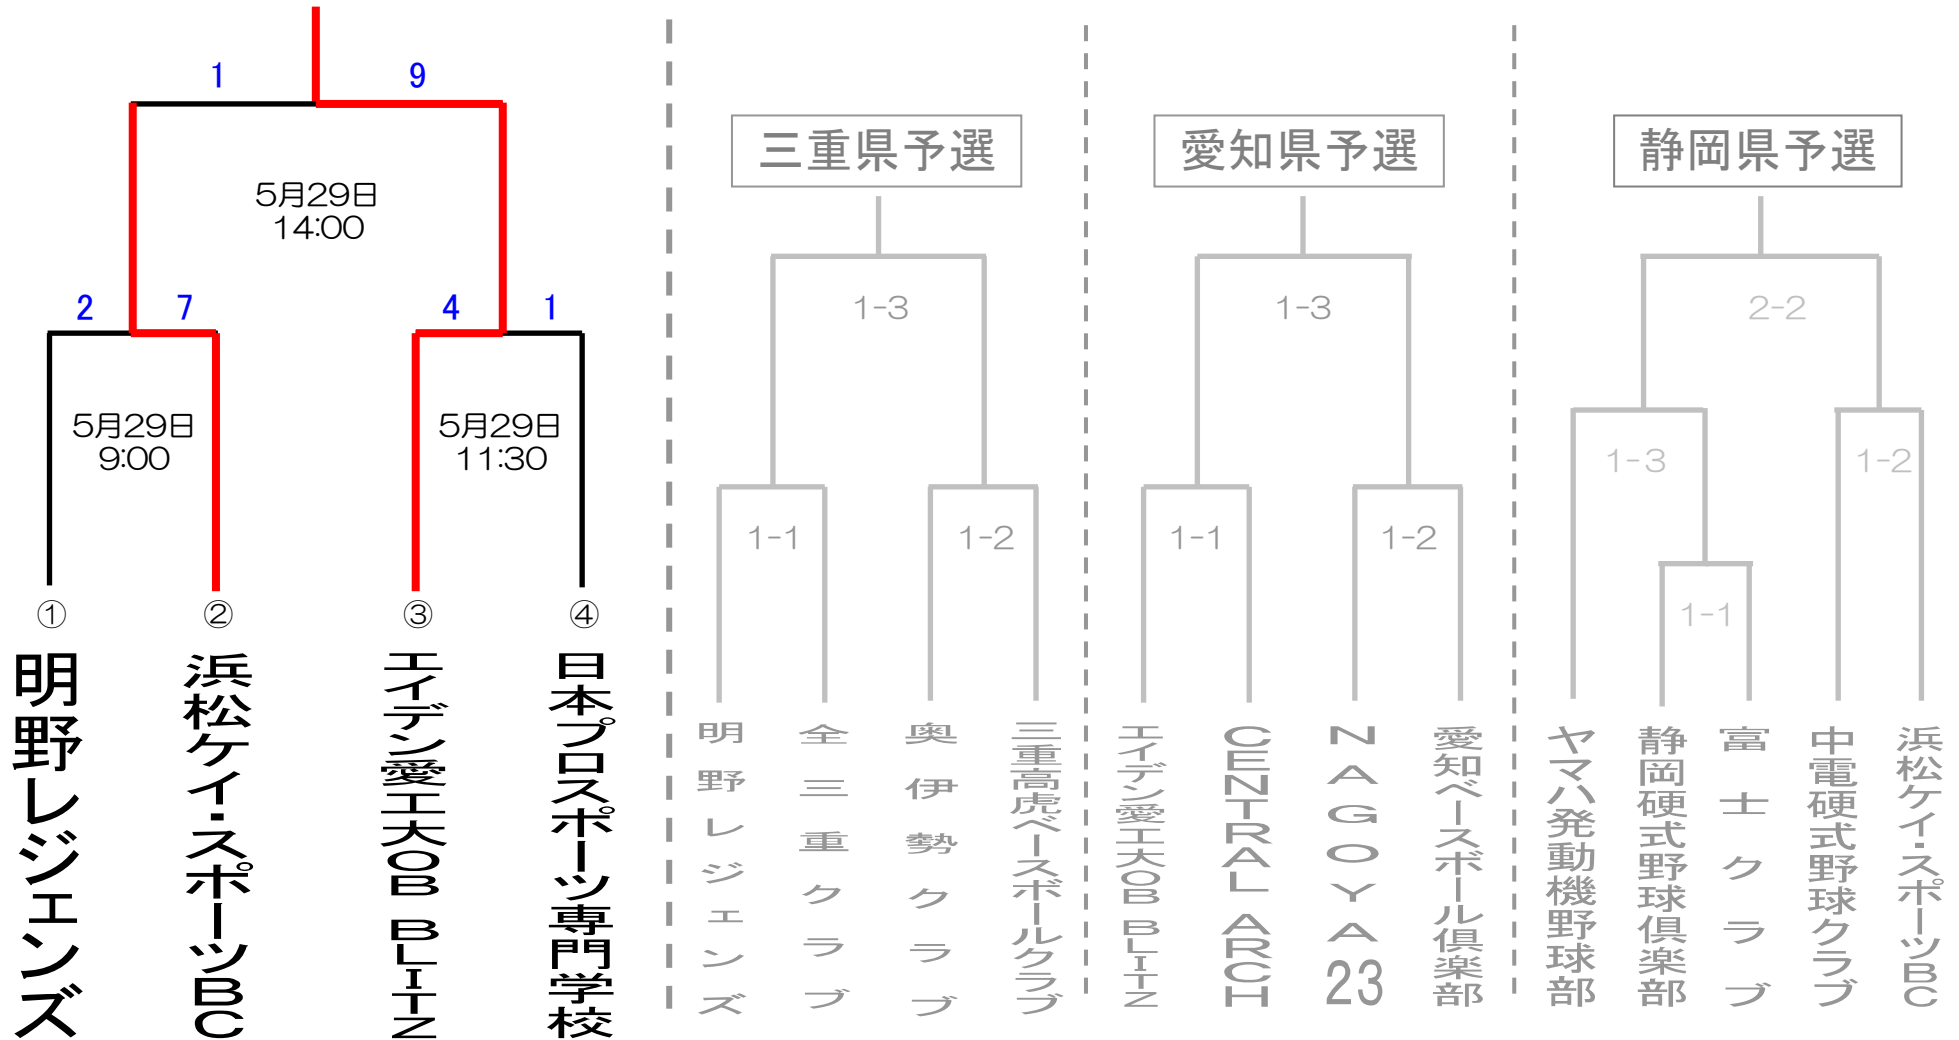 1
9
5月29日
14:00
2
7
4
1
5月29日
9:00
5月29日
11:30
①
②
③
④
明野レジェンズ
浜松ケイ・スポーツBC
エイデン愛工大OB BLITZ
日本プロスポーツ専門学校
三重県予選
1-3
1-1
1-2
明野レジェンズ
全三重クラブ
奥伊勢クラブ
三重高虎ベースボールクラブ
愛知県予選
1-3
1-1
1-2
エイデン愛工大OB BLITZ
CENTRAL ARCH
NAGOYA23
愛知ベースボール倶楽部
静岡県予選
2-2
1-3
1-2
1-1
ヤマハ発動機野球部
静岡硬式野球倶楽部
富士クラブ
中電硬式野球クラブ
浜松ケイ・スポーツBC